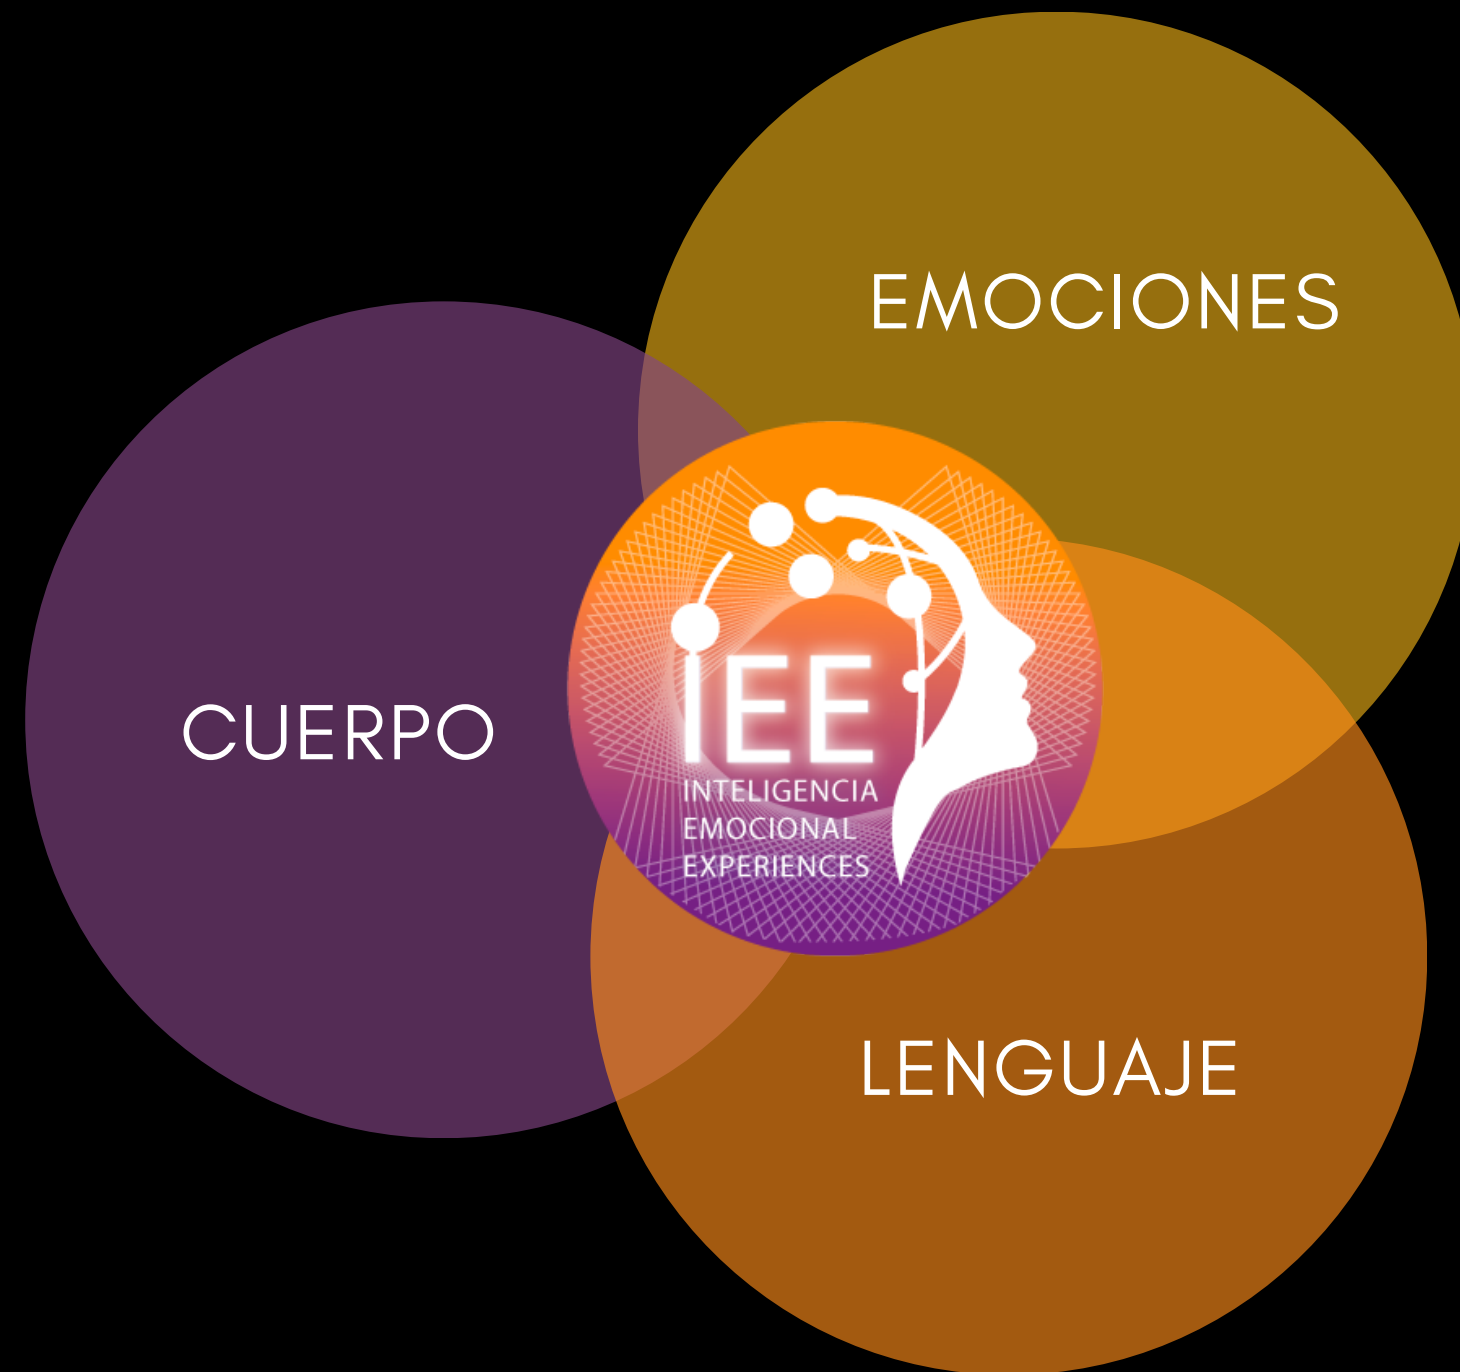 EMOCIONES
CUERPO
iEE
INTELIGENCIA
EMOCIONAL
EXPERIENCES
LENGUAJE